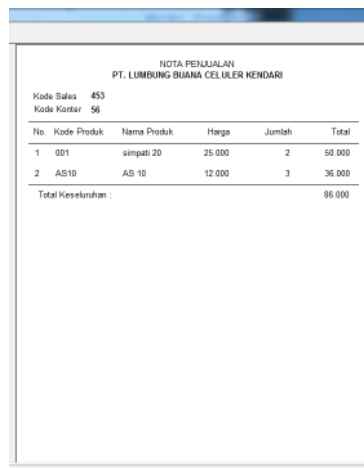 NOTA PENJUALAN
PT. LUMBUNG BUANA CELULER KENDARI
Kode Sales 453
Kode Konter 56
No. Kode Produk Nama Produk Harga Jumlah Total
1 001 simpati 20 25.000 2 50.000
2 AS10 AS 10 12.000 3 36.000
Total Keseluruhan : 86.000